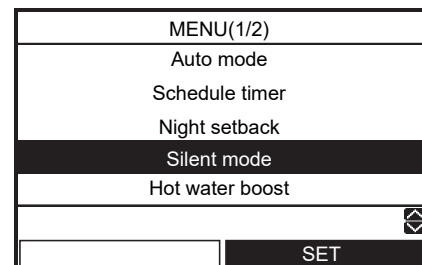 MENU(1/2)
Auto mode
Schedule timer
Night setback
Silent mode
Hot water boost
SET